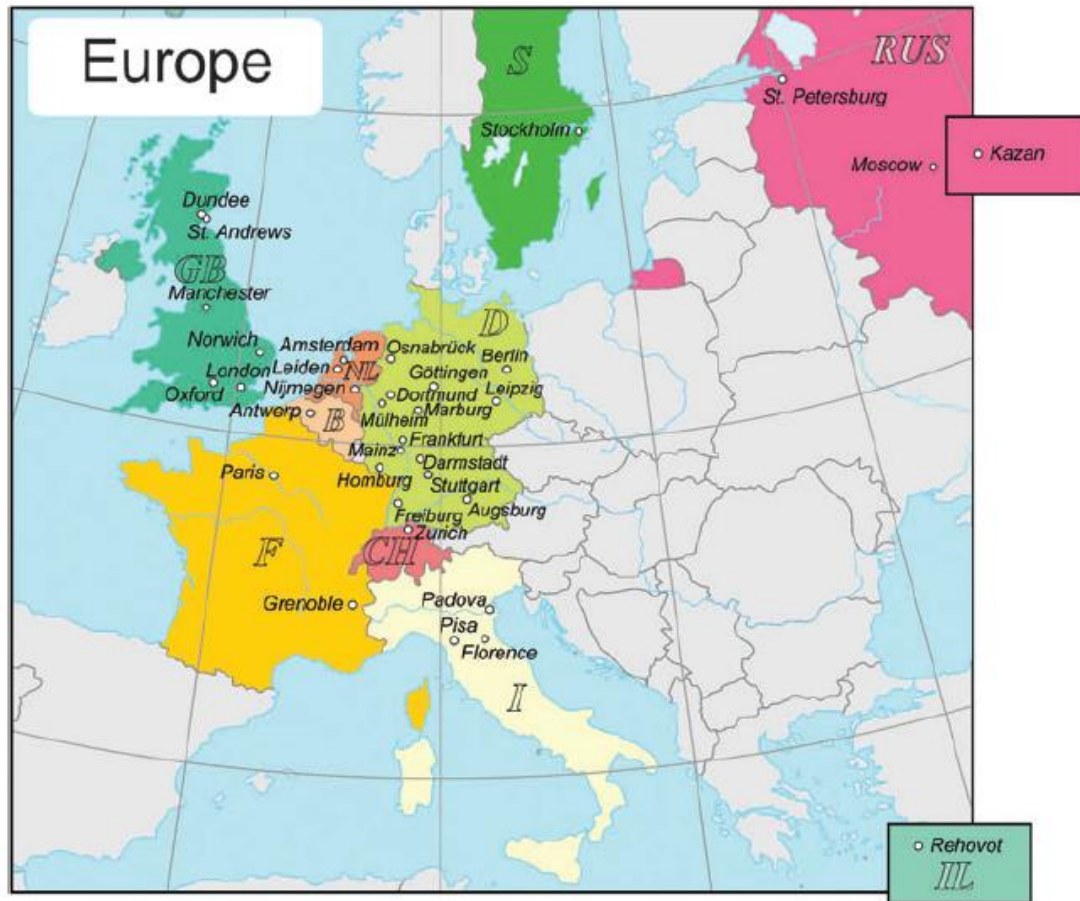 Europe
S
RUS
St. Petersburg
Stockholm
Moscow
Kazan
Dundee
St. Andrews
GB
Manchester
D
Norwich
Amsterdam
Osnabrück
Berlin
London
Leiden
NL
Göttingen
Oxford
Nijmegen
Dortmund
Leipzig
Antwerp
B
Mülheim
Marburg
Mainz
Frankfurt
Paris
Homburg
Darmstadt
Stuttgart
Freiburg
Augsburg
Zurich
F
CH
Grenoble
Padova
Pisa
Florence
I
Rehovot
IL